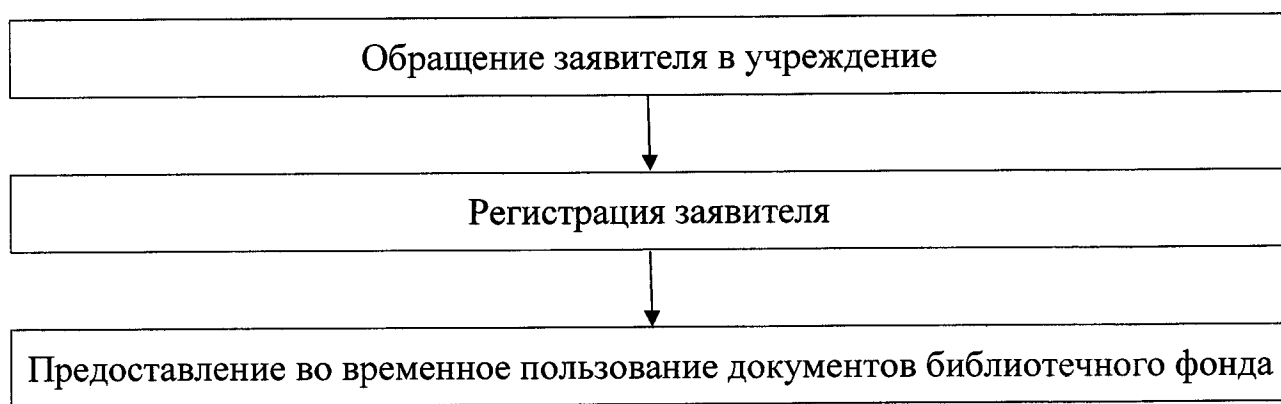 Обращение заявителя в учреждение
Регистрация заявителя
Предоставление во временное пользование документов библиотечного фонда